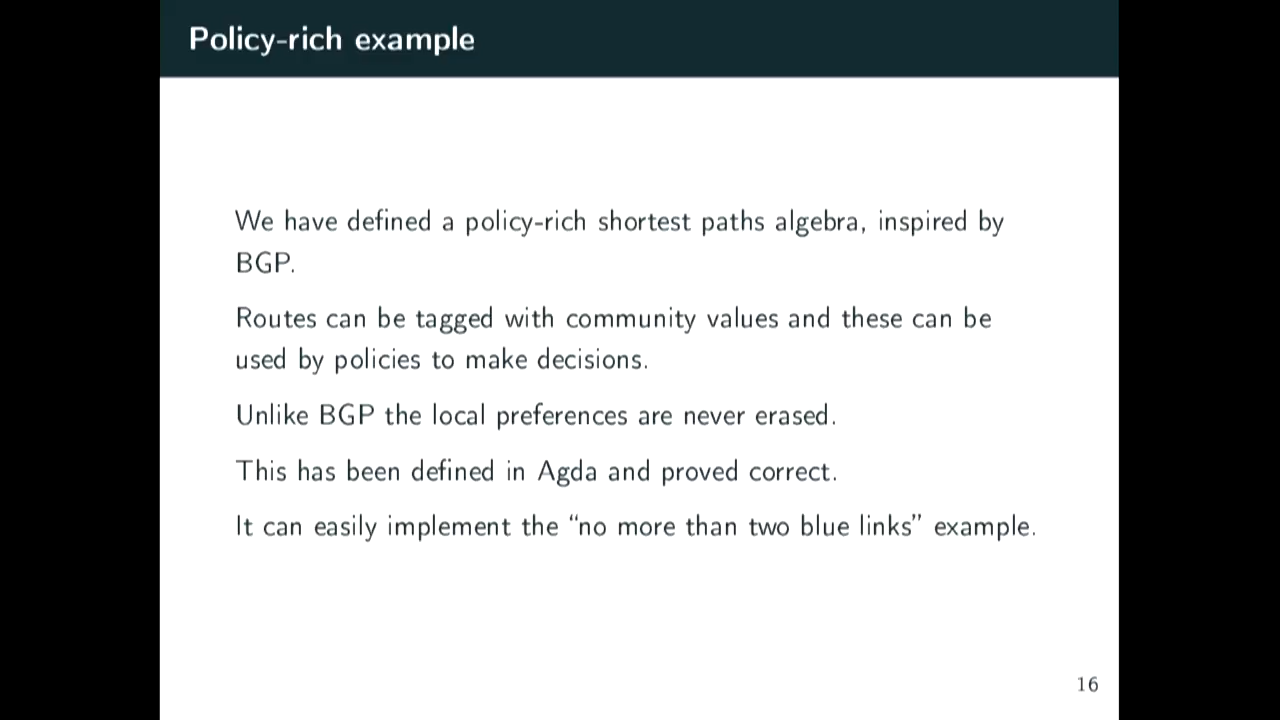 Policy-rich example
We have defined a policy-rich shortest paths algebra, inspired by
BGP.
Routes can be tagged with community values and these can be
used by policies to make decisions.
Unlike BGP the local preferences are never erased.
This has been defined in Agda and proved correct.
It can easily implement the “no more than two blue links” example.
16